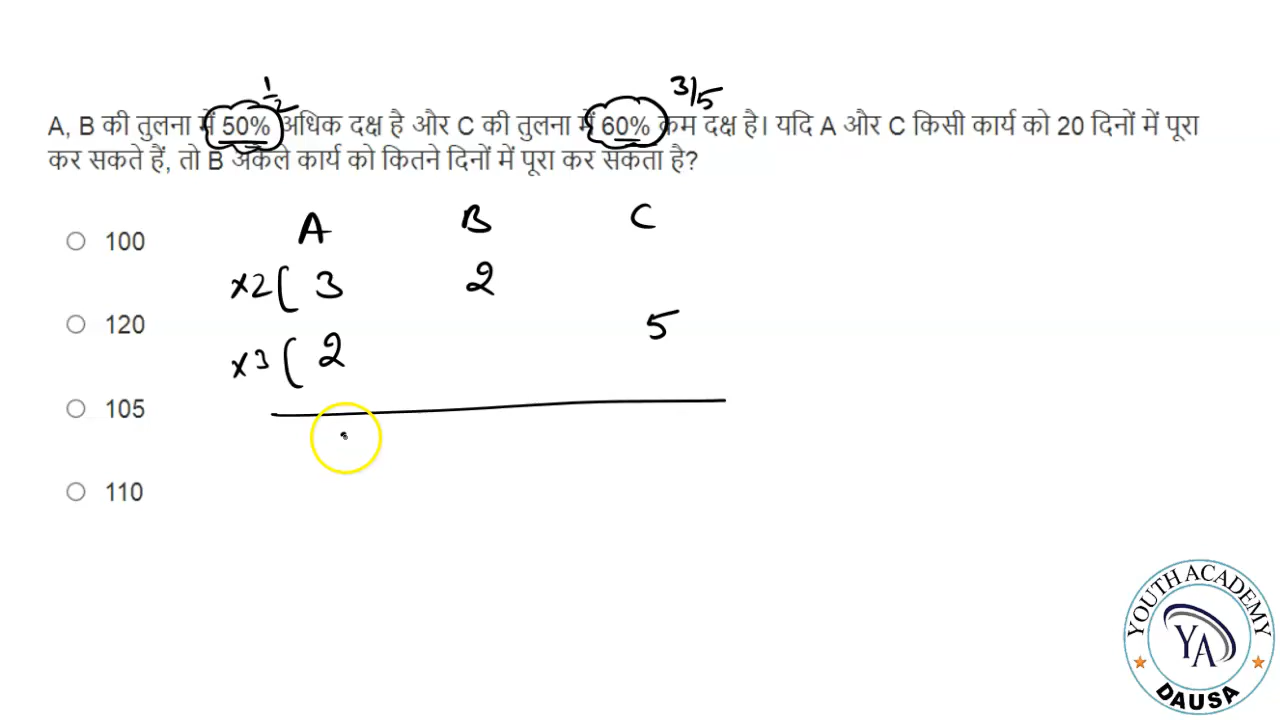 1/2
3/5
A, B की तुलना में 50% अधिक दक्ष है और C की तुलना में 60% कम दक्ष है। यदि A और C किसी कार्य को 20 दिनों में पूरा
कर सकते हैं, तो B अकेले कार्य को कितने दिनों में पूरा कर सकता है?
A B C
100
×2( 3 2
120
5
×3( 2
105
110
YOUTH ACADEMY
YA
DAUSA